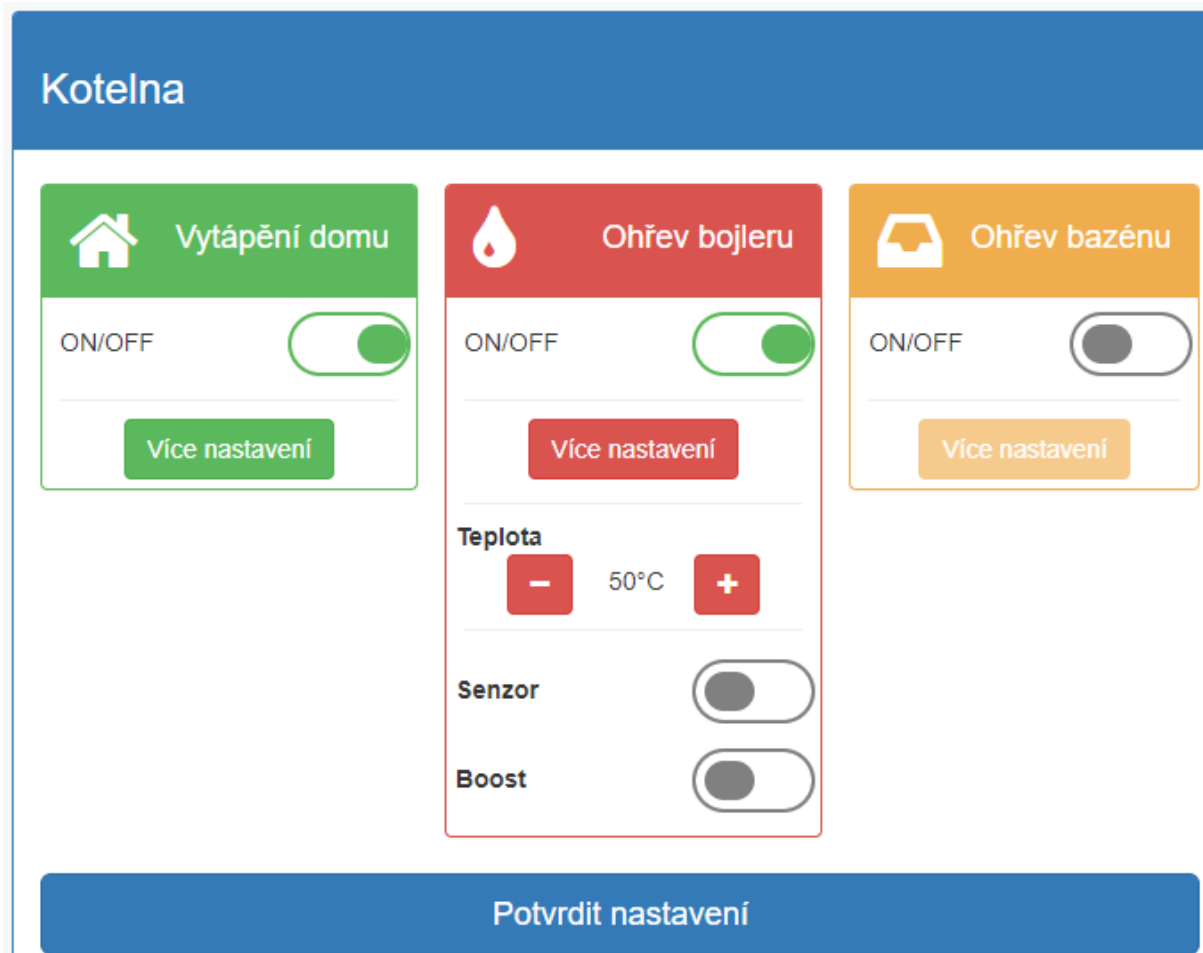 Kotelna
Vytápění domu
ON/OFF
Více nastavení
Ohřev bojleru
ON/OFF
Více nastavení
Teplota
50°C
Senzor
Boost
Ohřev bazénu
ON/OFF
Více nastavení
Potvrdit nastavení